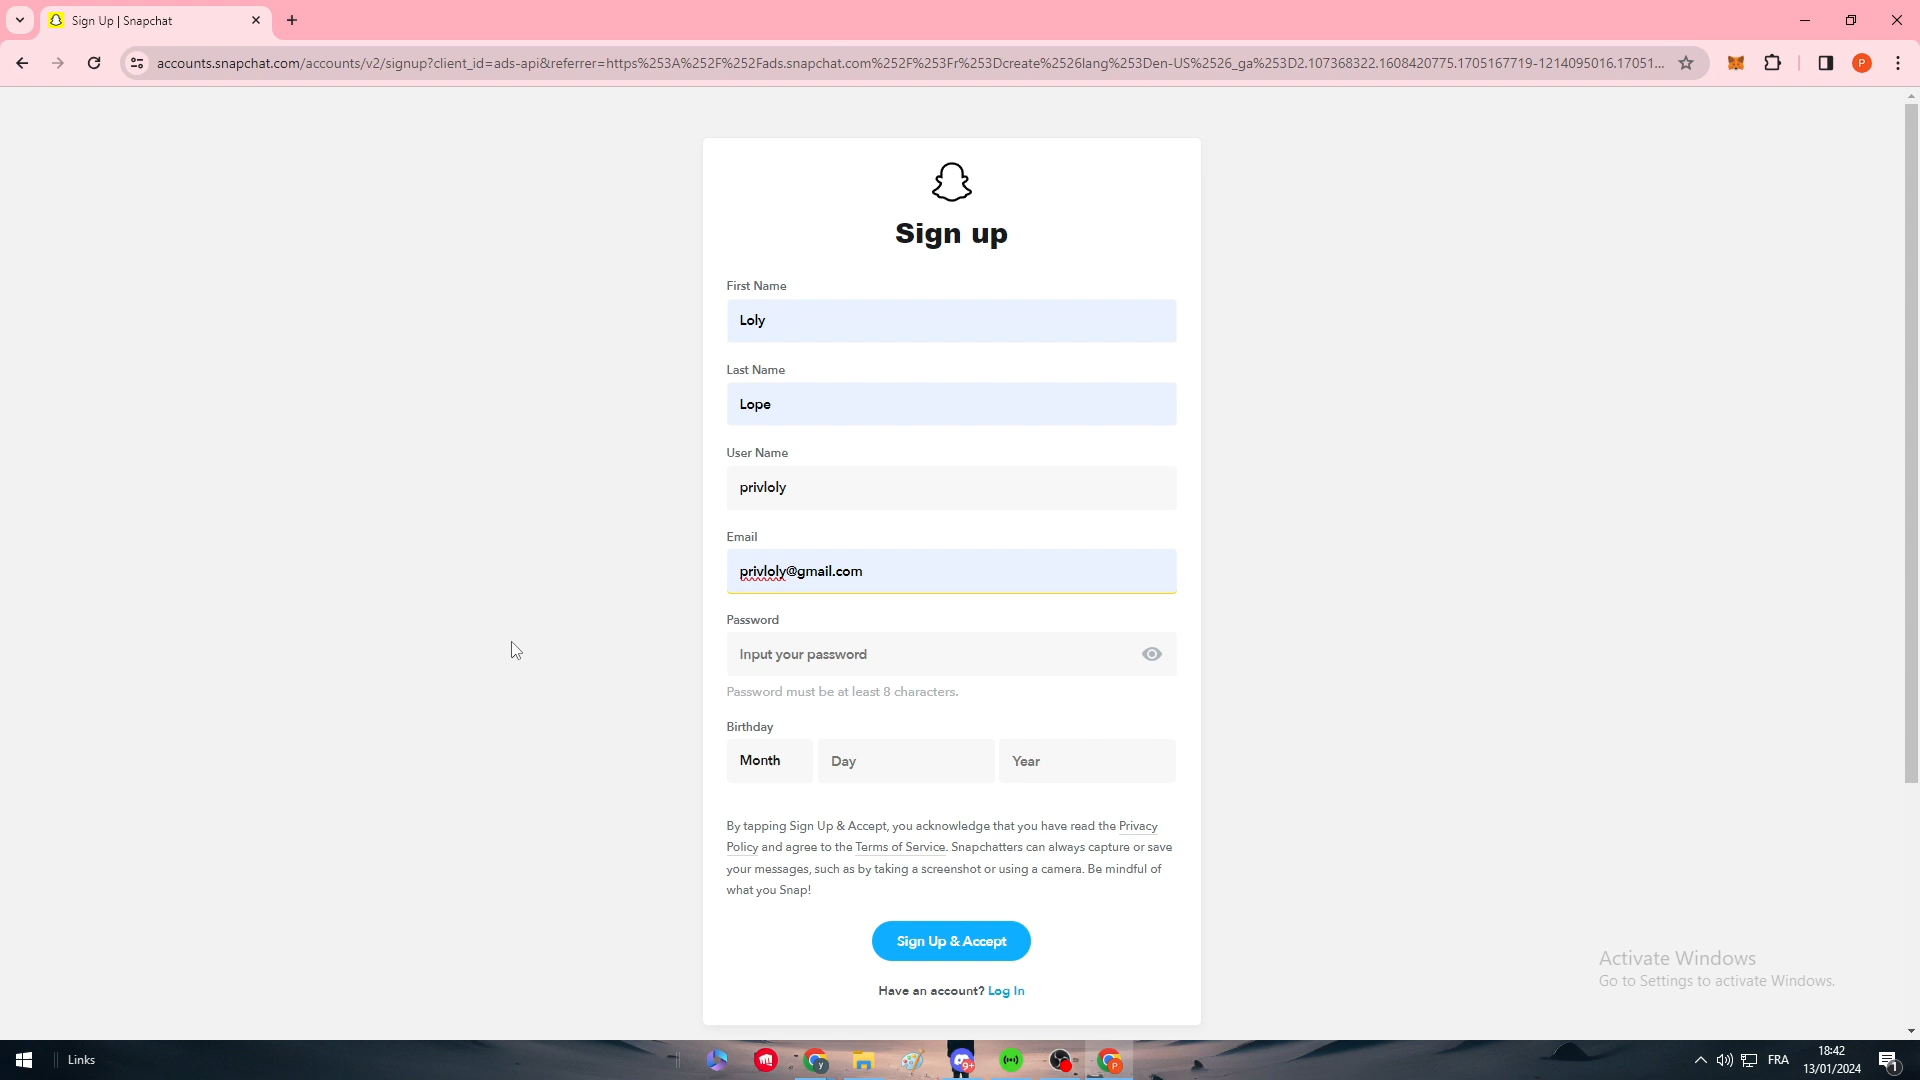 Sign Up | Snapchat
accounts.snapchat.com/accounts/v2/signup?client_id=ads-api&referrer=https%253A%252F%252Fads.snapchat.com%252F%253Fr%253Dcreate%2526lang%253Den-US%2526_ga%253D2.107368322.1608420775.1705167719-1214095016.17051...
P
Sign up
First Name
Loly
Last Name
Lope
User Name
privloly
Email
privloly@gmail.com
Password
Input your password
Password must be at least 8 characters.
Birthday
Month Day Year
By tapping Sign Up & Accept, you acknowledge that you have read the Privacy
Policy and agree to the Terms of Service. Snapchatters can always capture or save
your messages, such as by taking a screenshot or using a camera. Be mindful of
what you Snap!
Sign Up & Accept
Have an account? Log In
Activate Windows
Go to Settings to activate Windows.
Links
y
9+
P
FRA
18:42
13/01/2024
1